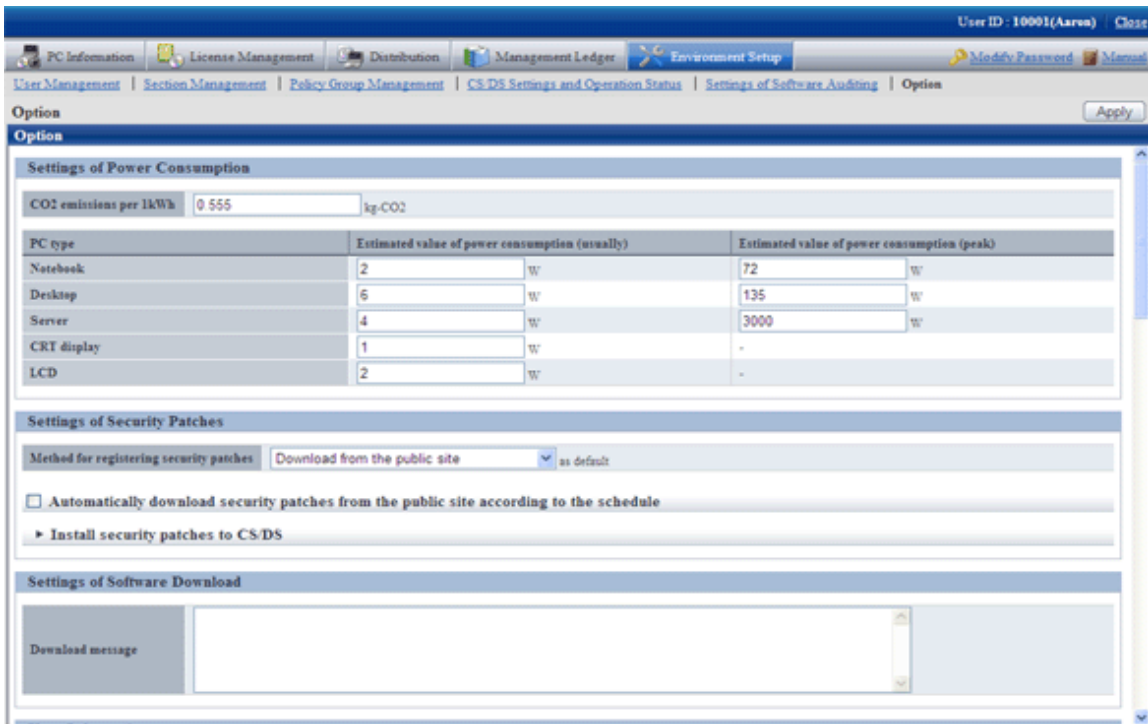 User ID : 10001(Aaron) Close
PC Information License Management Distribution Management Ledger Environment Setup Modify Password Manual
User Management | Section Management | Policy Group Management | CS/DS Settings and Operation Status | Settings of Software Auditing | Option
Option Apply
Option
Settings of Power Consumption
CO2 emissions per 1kWh 0.555 kg-CO2
PC type Estimated value of power consumption (usually) Estimated value of power consumption (peak)
Notebook 2 W 72 W
Desktop 6 W 135 W
Server 4 W 3000 W
CRT display 1 W -
LCD 2 W -
Settings of Security Patches
Method for registering security patches Download from the public site as default
Automatically download security patches from the public site according to the schedule
Install security patches to CS/DS
Settings of Software Download
Download message